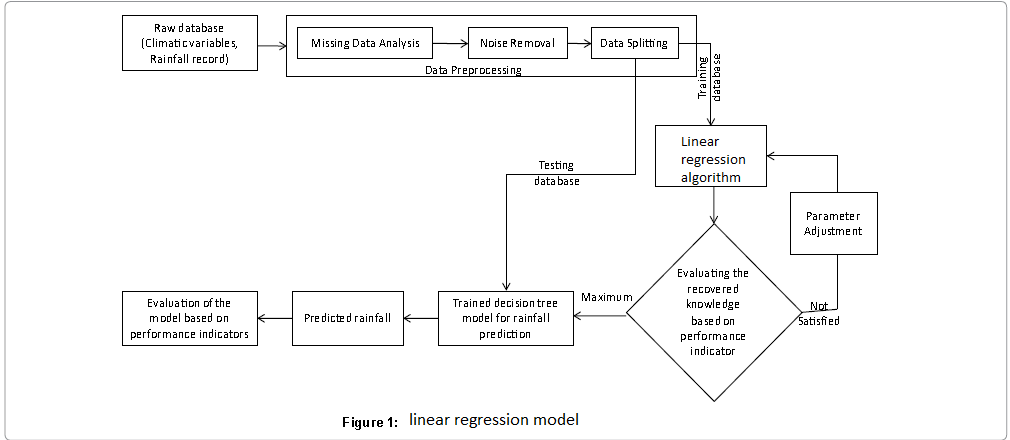 Raw database
(Climatic variables,
Rainfall record)
Missing Data Analysis
Noise Removal
Data Splitting
Data Preprocessing
Training
database
Linear
regression
algorithm
Testing
database
Parameter
Adjustment
Evaluating the
recovered
knowledge
based on
performance
indicator
Not
Satisfied
Maximum
Trained decision tree
model for rainfall
prediction
Predicted rainfall
Evaluation of the
model based on
performance indicators
Figure 1: linear regression model